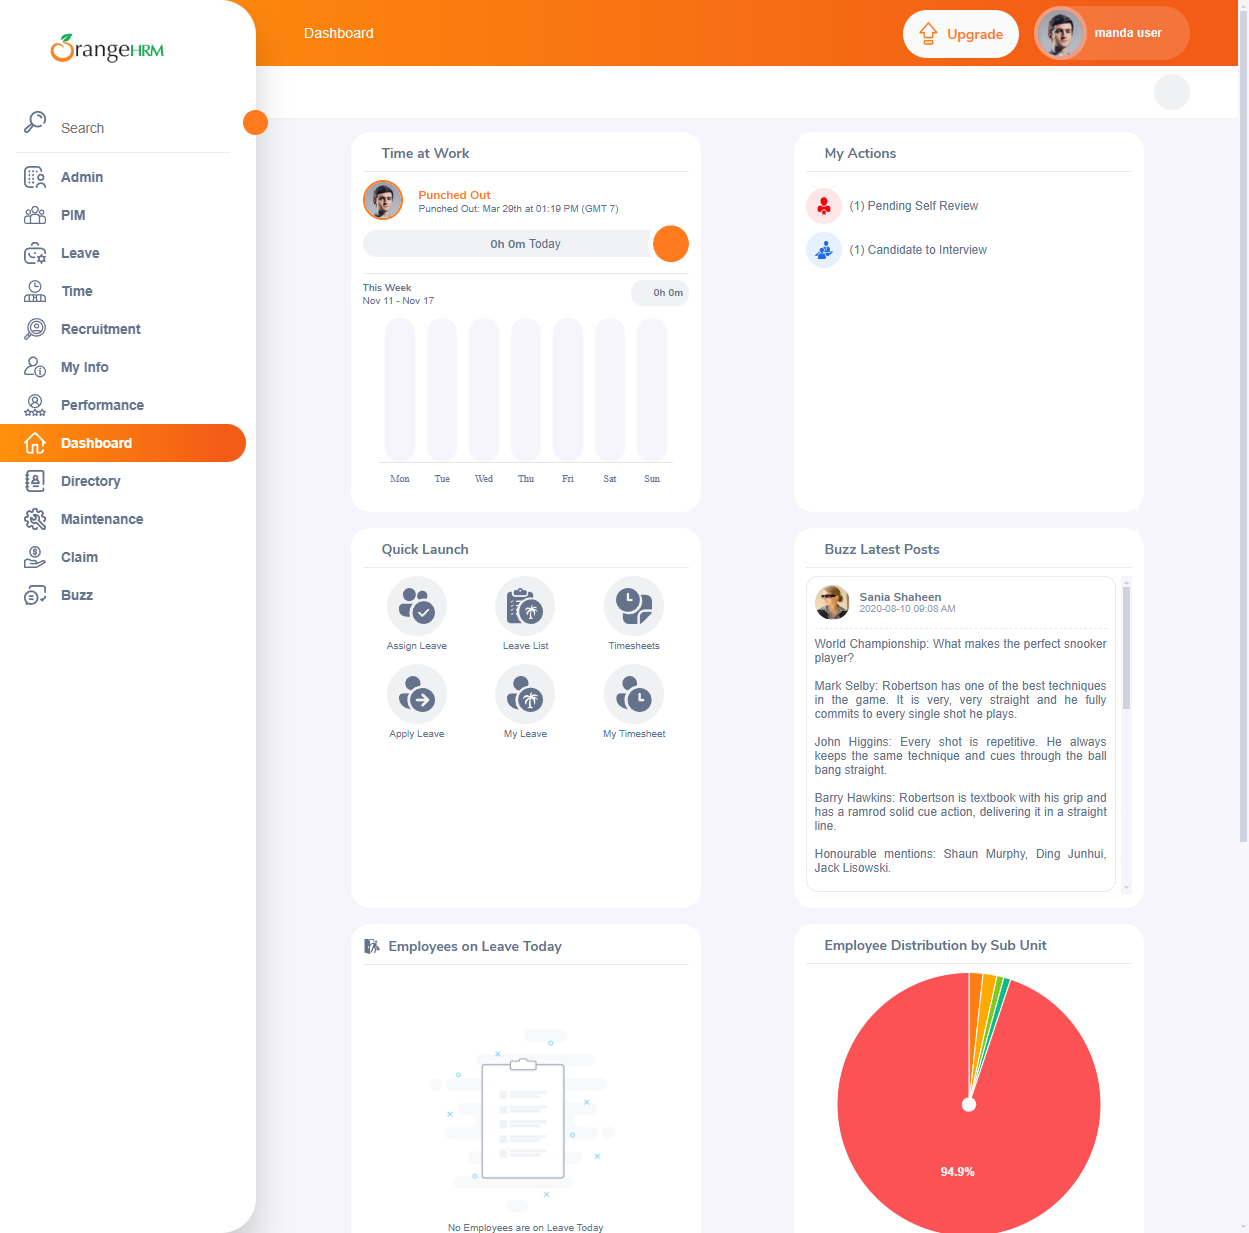 OrangeHRM
Dashboard
Upgrade
manda user
Search
Admin
PIM
Leave
Time
Recruitment
My Info
Performance
Dashboard
Directory
Maintenance
Claim
Buzz
Time at Work
Punched Out
Punched Out: Mar 29th at 01:19 PM (GMT 7)
0h 0m Today
This Week
Nov 11 - Nov 17
0h 0m
Mon Tue Wed Thu Fri Sat Sun
My Actions
(1) Pending Self Review
(1) Candidate to Interview
Quick Launch
Assign Leave
Leave List
Timesheets
Apply Leave
My Leave
My Timesheet
Buzz Latest Posts
Sania Shaheen
2020-08-10 09:08 AM
World Championship: What makes the perfect snooker
player?
Mark Selby: Robertson has one of the best techniques
in the game. It is very, very straight and he fully
commits to every single shot he plays.
John Higgins: Every shot is repetitive. He always
keeps the same technique and cues through the ball
bang straight.
Barry Hawkins: Robertson is textbook with his grip and
has a ramrod solid cue action, delivering it in a straight
line.
Honourable mentions: Shaun Murphy, Ding Junhui,
Jack Lisowski.
Employees on Leave Today
No Employees are on Leave Today
Employee Distribution by Sub Unit
94.9%